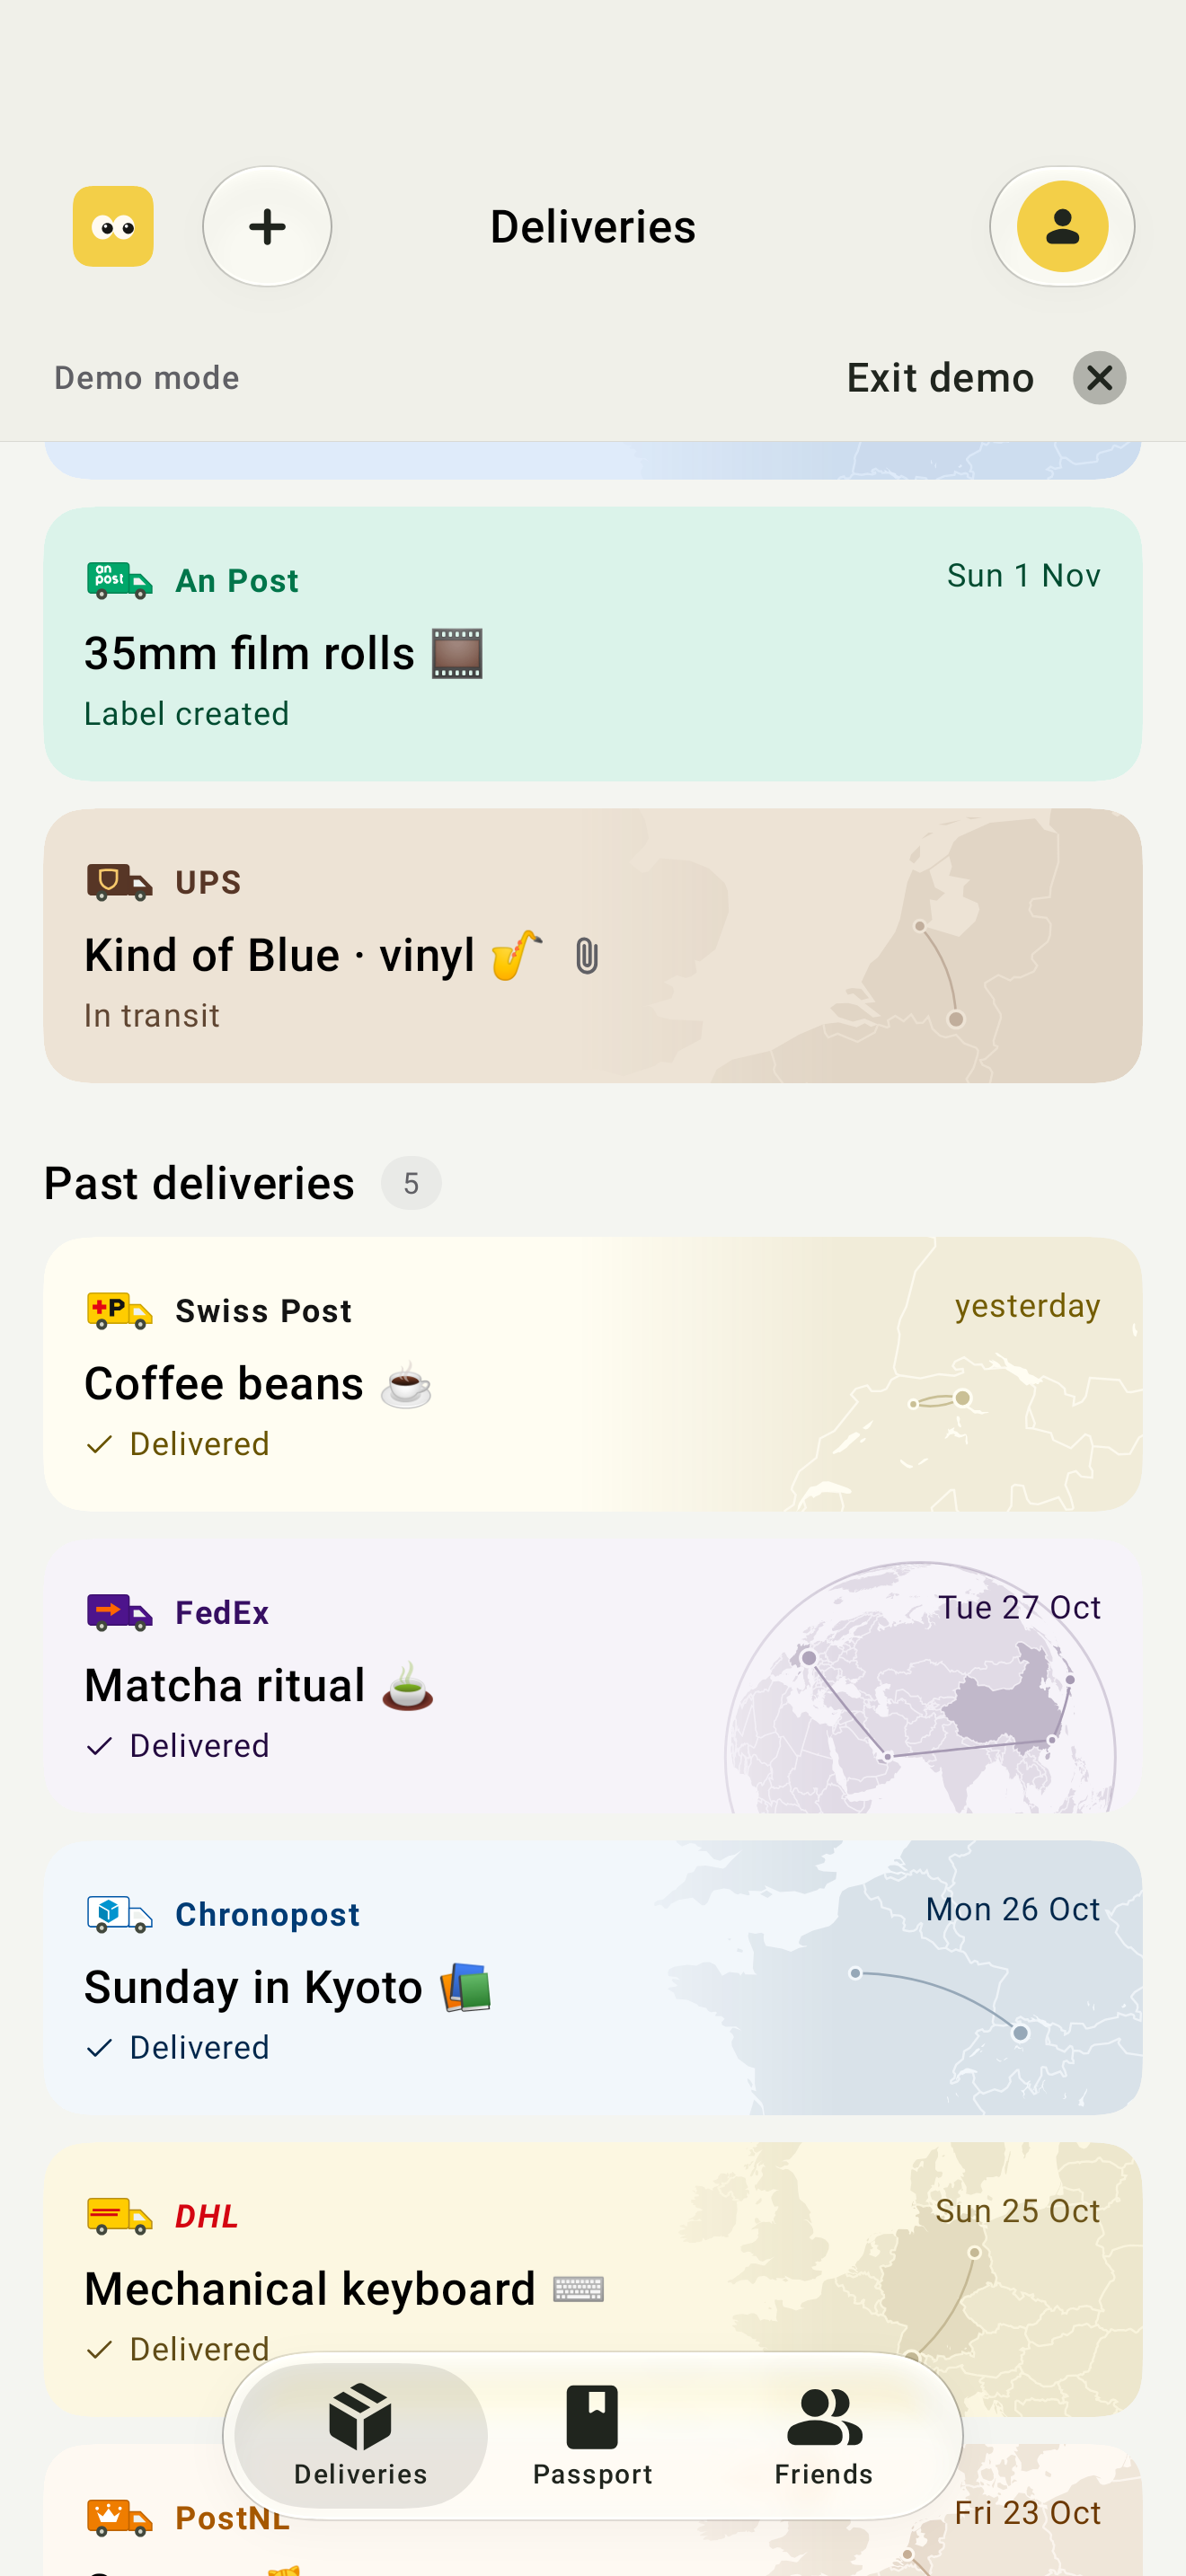 Deliveries
Demo mode
Exit demo
an post
An Post
Sun 1 Nov
35mm film rolls 🎞️
Label created
UPS
Kind of Blue · vinyl 🎷
In transit
Past deliveries 5
P
Swiss Post
yesterday
Coffee beans ☕
Delivered
FedEx
Tue 27 Oct
Matcha ritual 🍵
Delivered
Chronopost
Mon 26 Oct
Sunday in Kyoto 📚
Delivered
DHL
Sun 25 Oct
Mechanical keyboard ⌨️
Delivered
Deliveries
Passport
Friends
PostNL
Fri 23 Oct